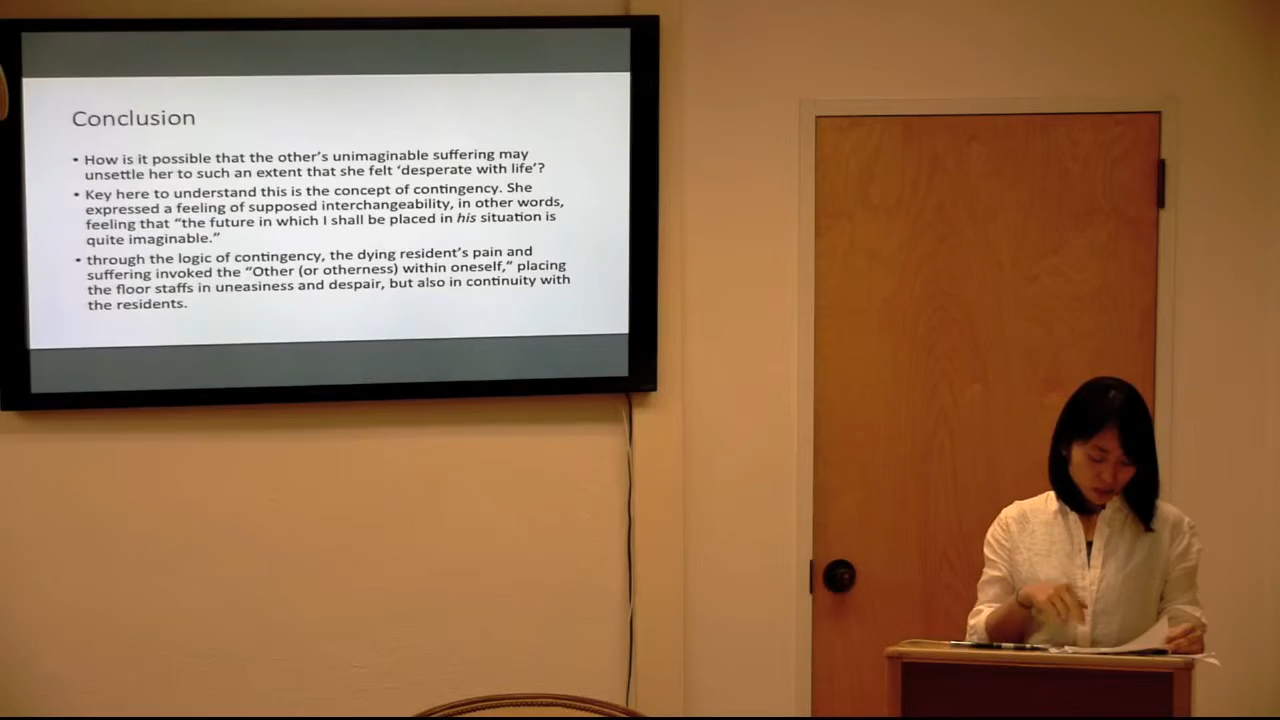 Conclusion
• How is it possible that the other's unimaginable suffering may
unsettle her to such an extent that she felt 'desperate with life'?
• Key here to understand this is the concept of contingency. She
expressed a feeling of supposed interchangeability, in other words,
feeling that "the future in which I shall be placed in his situation is
quite imaginable."
• through the logic of contingency, the dying resident's pain and
suffering invoked the "Other (or otherness) within oneself," placing
the floor staffs in uneasiness and despair, but also in continuity with
the residents.